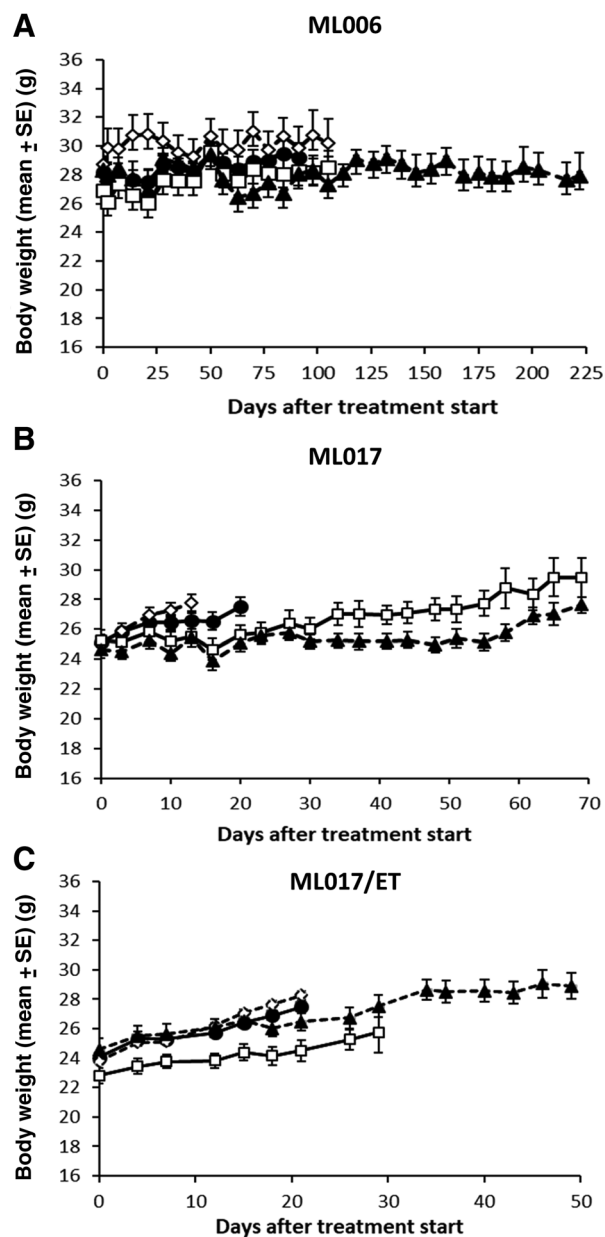 A
ML006
36
34
32
30
28
26
24
22
20
18
16
Body weight (mean ± SE) (g)
0 25 50 75 100 125 150 175 200 225
Days after treatment start
B
ML017
36
34
32
30
28
26
24
22
20
18
16
Body weight (mean ± SE) (g)
0 10 20 30 40 50 60 70
Days after treatment start
C
ML017/ET
36
34
32
30
28
26
24
22
20
18
16
Body weight (mean ± SE) (g)
0 10 20 30 40 50
Days after treatment start